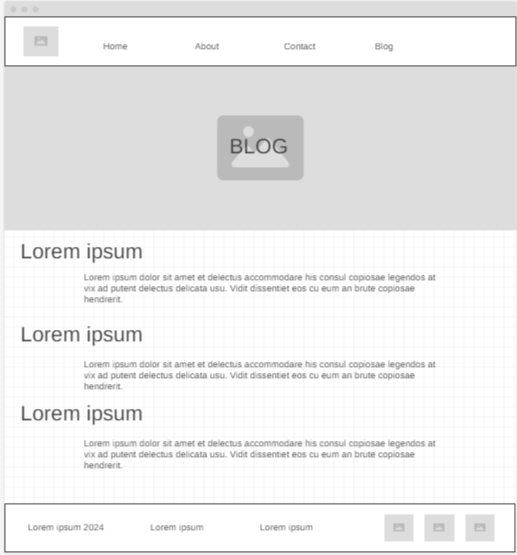 Home About Contact Blog
BLOG
Lorem ipsum
Lorem ipsum dolor sit amet et delectus accommodare his consul copiosae legendos at
vix ad putent delectus delicata usu. Vidit dissentiet eos cu eum an brute copiosae
hendrerit.
Lorem ipsum
Lorem ipsum dolor sit amet et delectus accommodare his consul copiosae legendos at
vix ad putent delectus delicata usu. Vidit dissentiet eos cu eum an brute copiosae
hendrerit.
Lorem ipsum
Lorem ipsum dolor sit amet et delectus accommodare his consul copiosae legendos at
vix ad putent delectus delicata usu. Vidit dissentiet eos cu eum an brute copiosae
hendrerit.
Lorem ipsum 2024 Lorem ipsum Lorem ipsum